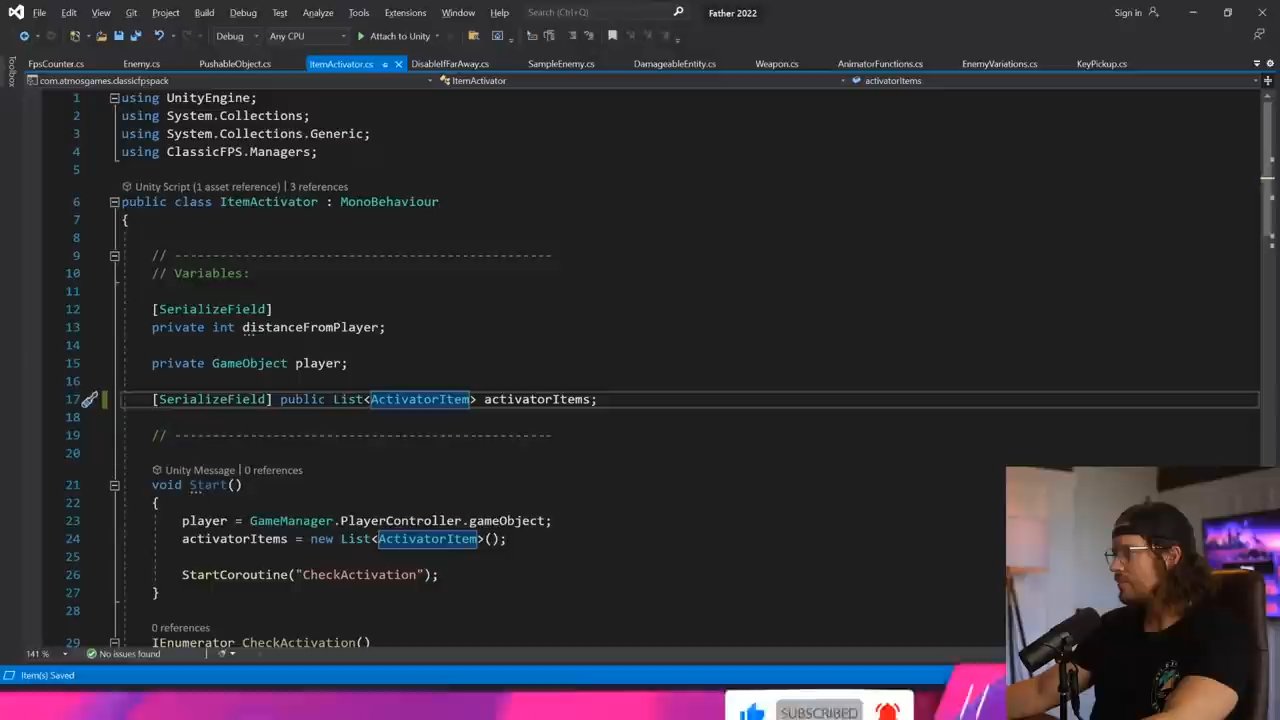 File Edit View Git Project Build Debug Test Analyze Tools Extensions Window Help Search (Ctrl+Q) Father 2022 Sign in
Debug Any CPU Attach to Unity
Toolbox
FpsCounter.cs Enemy.cs PushableObject.cs ItemActivator.cs DisableIfFarAway.cs SampleEnemy.cs DamageableEntity.cs Weapon.cs AnimatorFunctions.cs EnemyVariations.cs KeyPickup.cs
com.atmosgames.classicfpspack ItemActivator activatorItems
1 using UnityEngine;
2 using System.Collections;
3 using System.Collections.Generic;
4 using ClassicFPS.Managers;
5
Unity Script (1 asset reference) | 3 references
6 public class ItemActivator : MonoBehaviour
7 {
8
9 // --------------------------------------------------
10 // Variables:
11
12 [SerializeField]
13 private int distanceFromPlayer;
14
15 private GameObject player;
16
17 [SerializeField] public List<ActivatorItem> activatorItems;
18
19 // --------------------------------------------------
20
Unity Message | 0 references
21 void Start()
22 {
23 player = GameManager.PlayerController.gameObject;
24 activatorItems = new List<ActivatorItem>();
25
26 StartCoroutine("CheckActivation");
27 }
28
0 references
29 IEnumerator CheckActivation()
141 % No issues found
Item(s) Saved
SUBSCRIBED